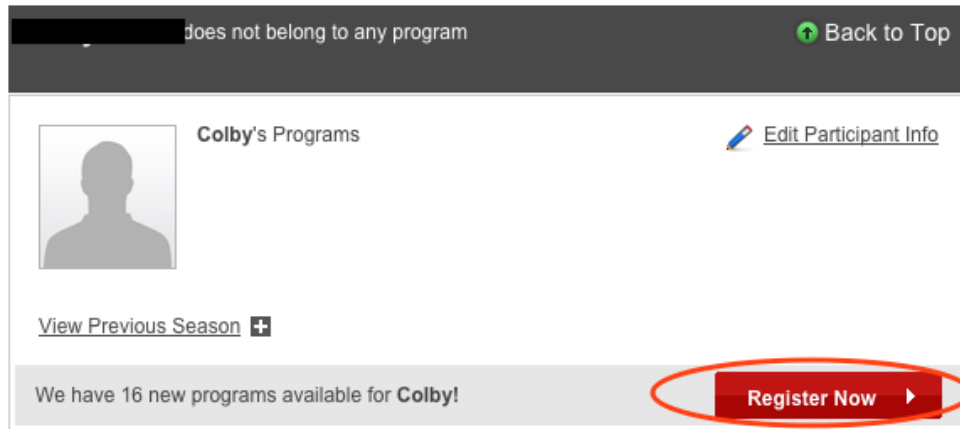 does not belong to any program
Back to Top
Colby's Programs
Edit Participant Info
View Previous Season
We have 16 new programs available for Colby!
Register Now